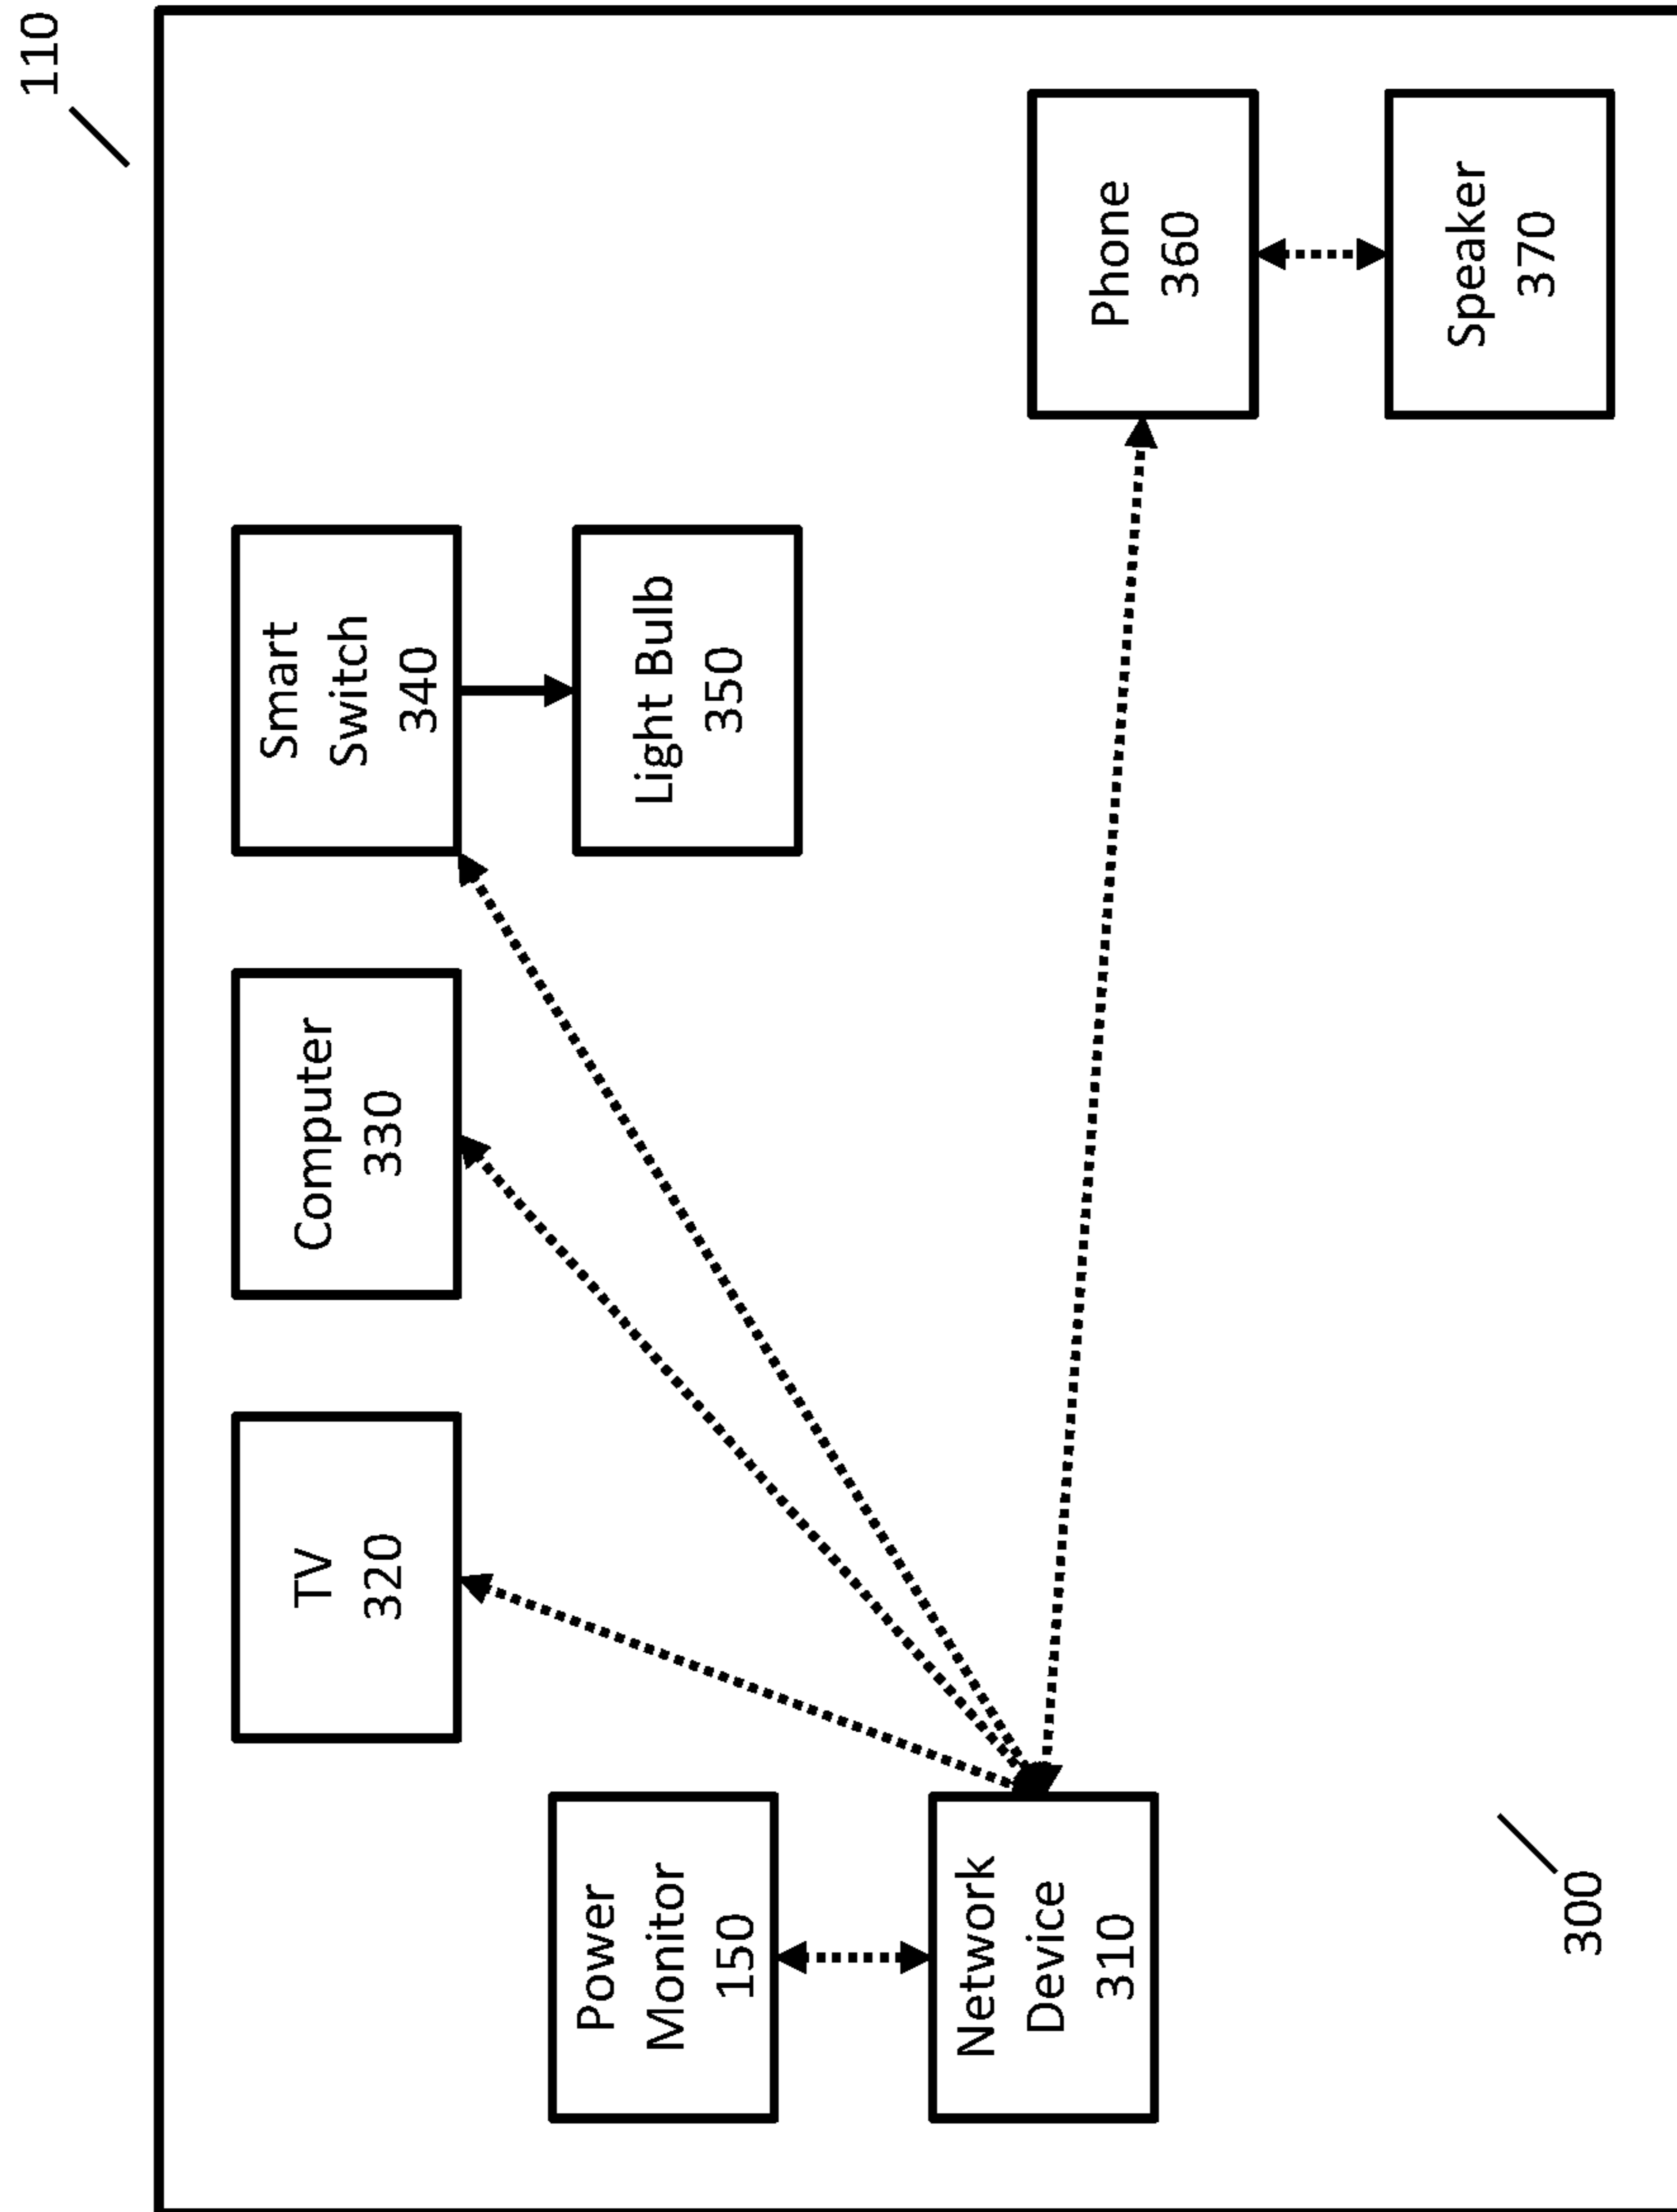 110
TV
320
Computer
330
Smart
Switch
340
Power
Monitor
150
Light Bulb
350
Network
Device
310
Phone
360
Speaker
370
300